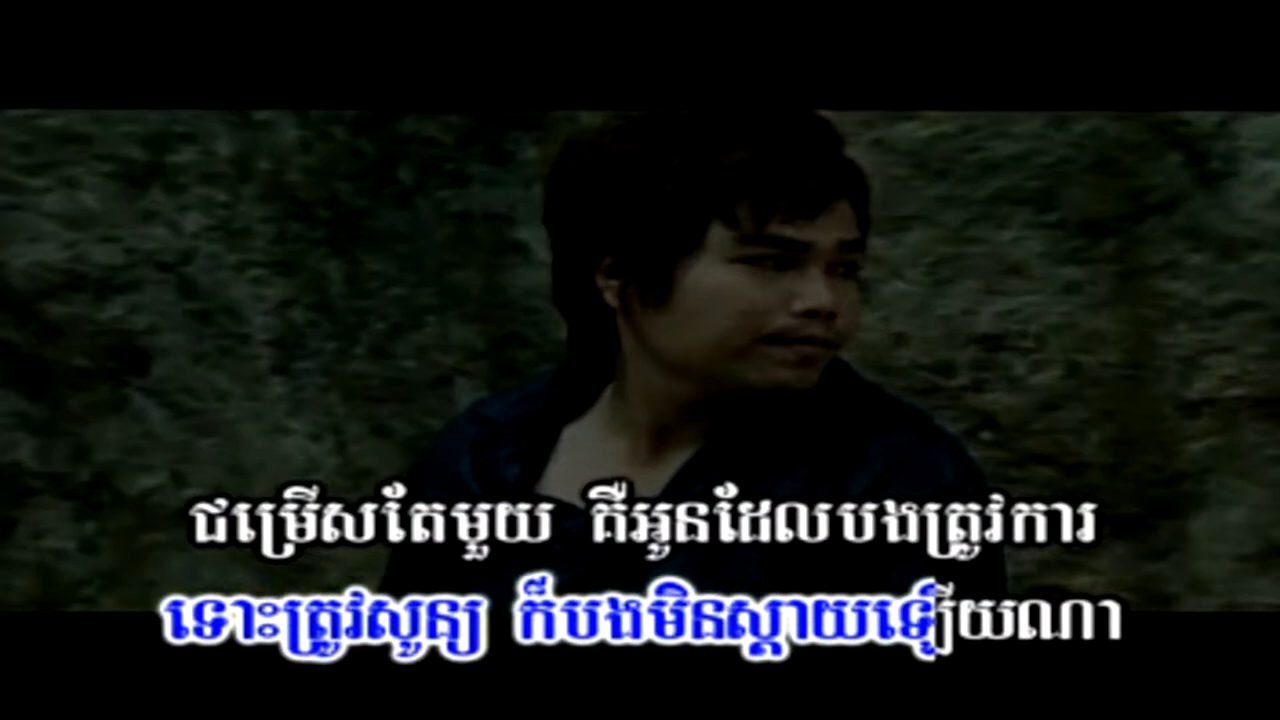 ជម្រើសតែមួយ គឺអូនដែលបងត្រូវការ
ទោះត្រូវសូន្យ ក៏បងមិនស្ដាយឡើយណា